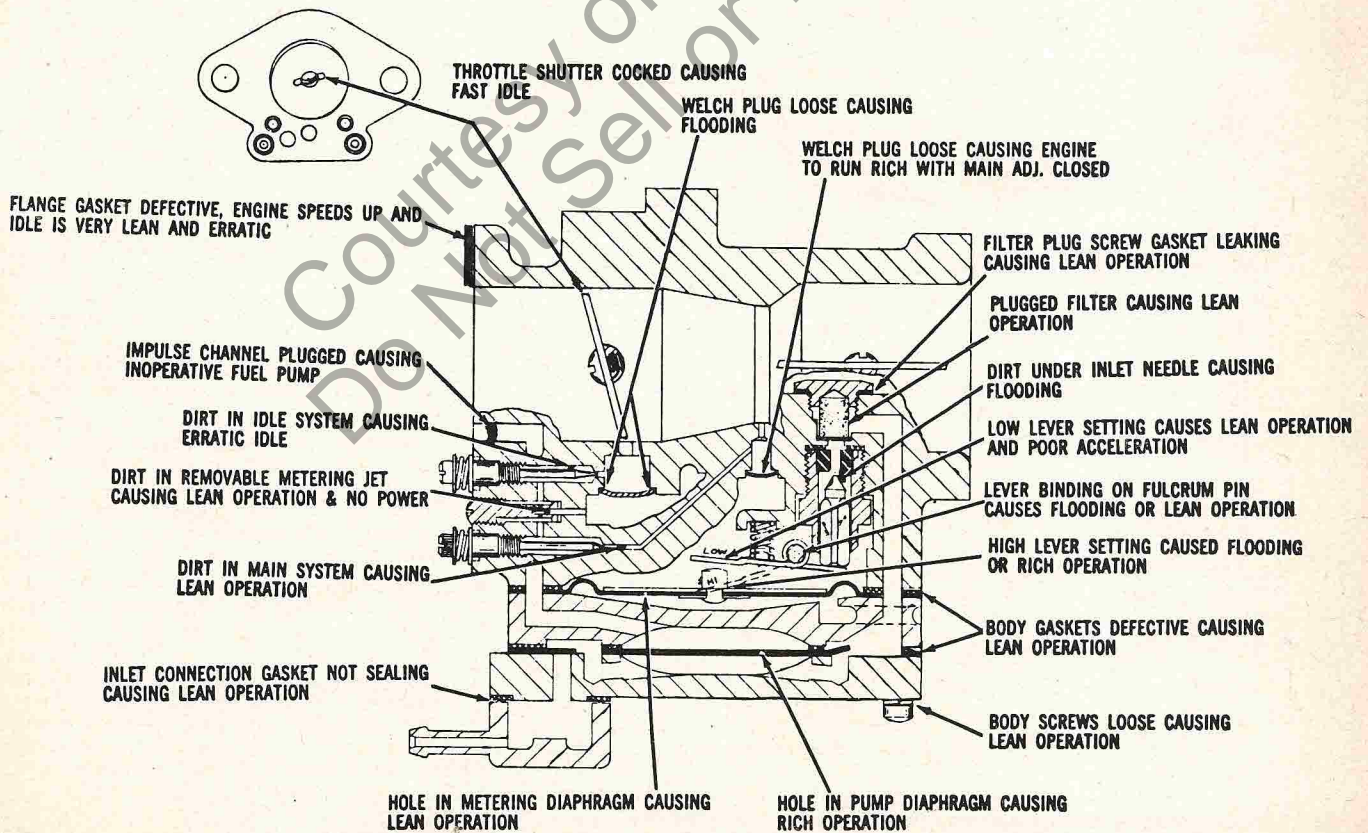 Courtesy of
Do Not Sell or
THROTTLE SHUTTER COCKED CAUSING
FAST IDLE
WELCH PLUG LOOSE CAUSING
FLOODING
WELCH PLUG LOOSE CAUSING ENGINE
TO RUN RICH WITH MAIN ADJ. CLOSED
FLANGE GASKET DEFECTIVE, ENGINE SPEEDS UP AND
IDLE IS VERY LEAN AND ERRATIC
FILTER PLUG SCREW GASKET LEAKING
CAUSING LEAN OPERATION
PLUGGED FILTER CAUSING LEAN
OPERATION
IMPULSE CHANNEL PLUGGED CAUSING
INOPERATIVE FUEL PUMP
DIRT UNDER INLET NEEDLE CAUSING
FLOODING
DIRT IN IDLE SYSTEM CAUSING
ERRATIC IDLE
LOW LEVER SETTING CAUSES LEAN OPERATION
AND POOR ACCELERATION
DIRT IN REMOVABLE METERING JET
CAUSING LEAN OPERATION & NO POWER
LEVER BINDING ON FULCRUM PIN
CAUSES FLOODING OR LEAN OPERATION
LOW
HIGH LEVER SETTING CAUSED FLOODING
OR RICH OPERATION
HI
DIRT IN MAIN SYSTEM CAUSING
LEAN OPERATION
BODY GASKETS DEFECTIVE CAUSING
LEAN OPERATION
INLET CONNECTION GASKET NOT SEALING
CAUSING LEAN OPERATION
BODY SCREWS LOOSE CAUSING
LEAN OPERATION
HOLE IN METERING DIAPHRAGM CAUSING
LEAN OPERATION
HOLE IN PUMP DIAPHRAGM CAUSING
RICH OPERATION